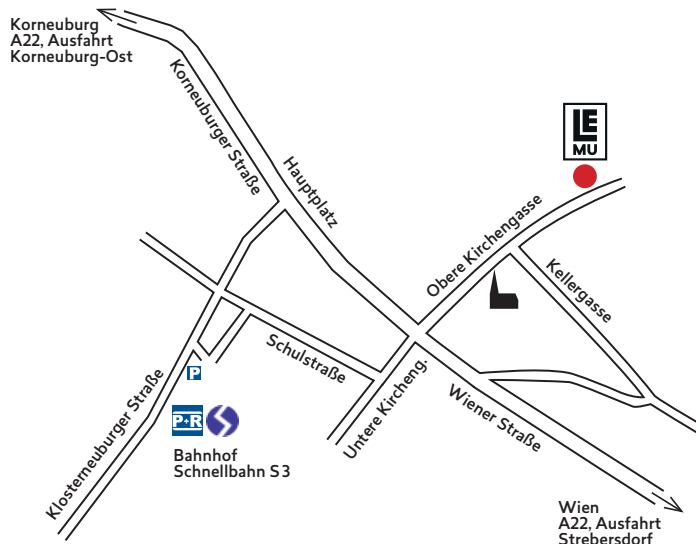 Korneuburg
A22, Ausfahrt
Korneuburg-Ost
Korneuburger Straße
Hauptplatz
LE
MU
Obere Kirchengasse
Kellergasse
Schulstraße
Untere Kircheng.
Wiener Straße
Klosterneuburger Straße
P
P+R
Bahnhof
Schnellbahn S3
Wien
A22, Ausfahrt
Strebersdorf